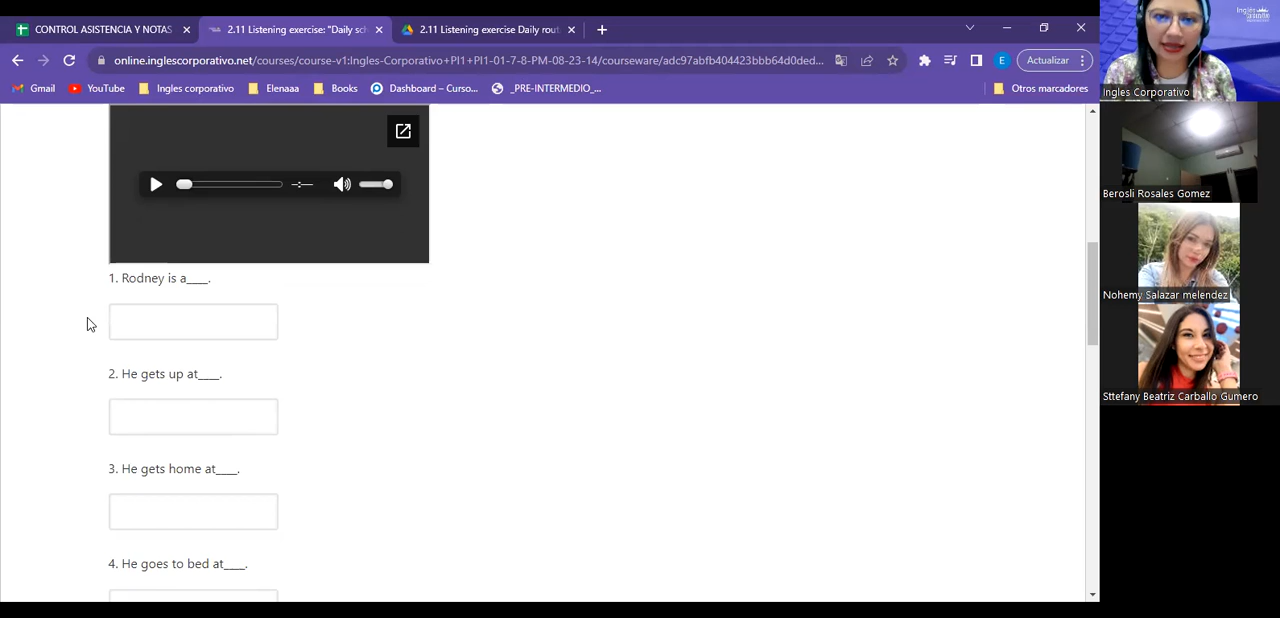 CONTROL ASISTENCIA Y NOTAS
2.11 Listening exercise: "Daily sch
2.11 Listening exercise Daily rout
online.inglescorporativo.net/courses/course-v1:Ingles-Corporativo+PI1+PI1-01-7-8-PM-08-23-14/courseware/adc97abfb404423bbb64d0ded...
E
Actualizar
Gmail
YouTube
Ingles corporativo
Elenaaa
Books
Dashboard – Curso...
_PRE-INTERMEDIO_...
Otros marcadores
1. Rodney is a____.
2. He gets up at____.
3. He gets home at____.
4. He goes to bed at____.
Inglés
Ingles Corporativo
Berosli Rosales Gomez
Nohemy Salazar melendez
Sttefany Beatriz Carballo Gumero